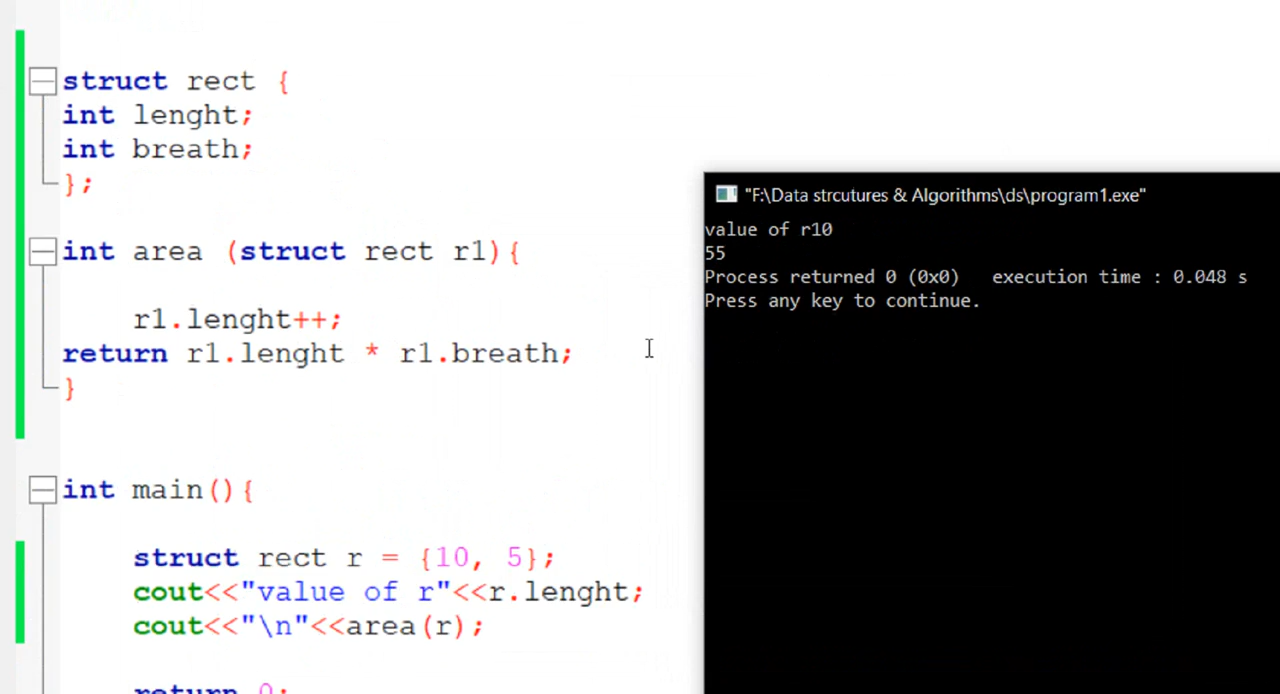 struct rect {
int lenght;
int breath;
};
int area (struct rect r1){
r1.lenght++;
return r1.lenght * r1.breath;
}
int main(){
struct rect r = {10, 5};
cout<<"value of r"<<r.lenght;
cout<<"\n"<<area(r);
return 0;
"F:\Data strcutures & Algorithms\ds\program1.exe"
value of r10
55
Process returned 0 (0x0)   execution time : 0.048 s
Press any key to continue.